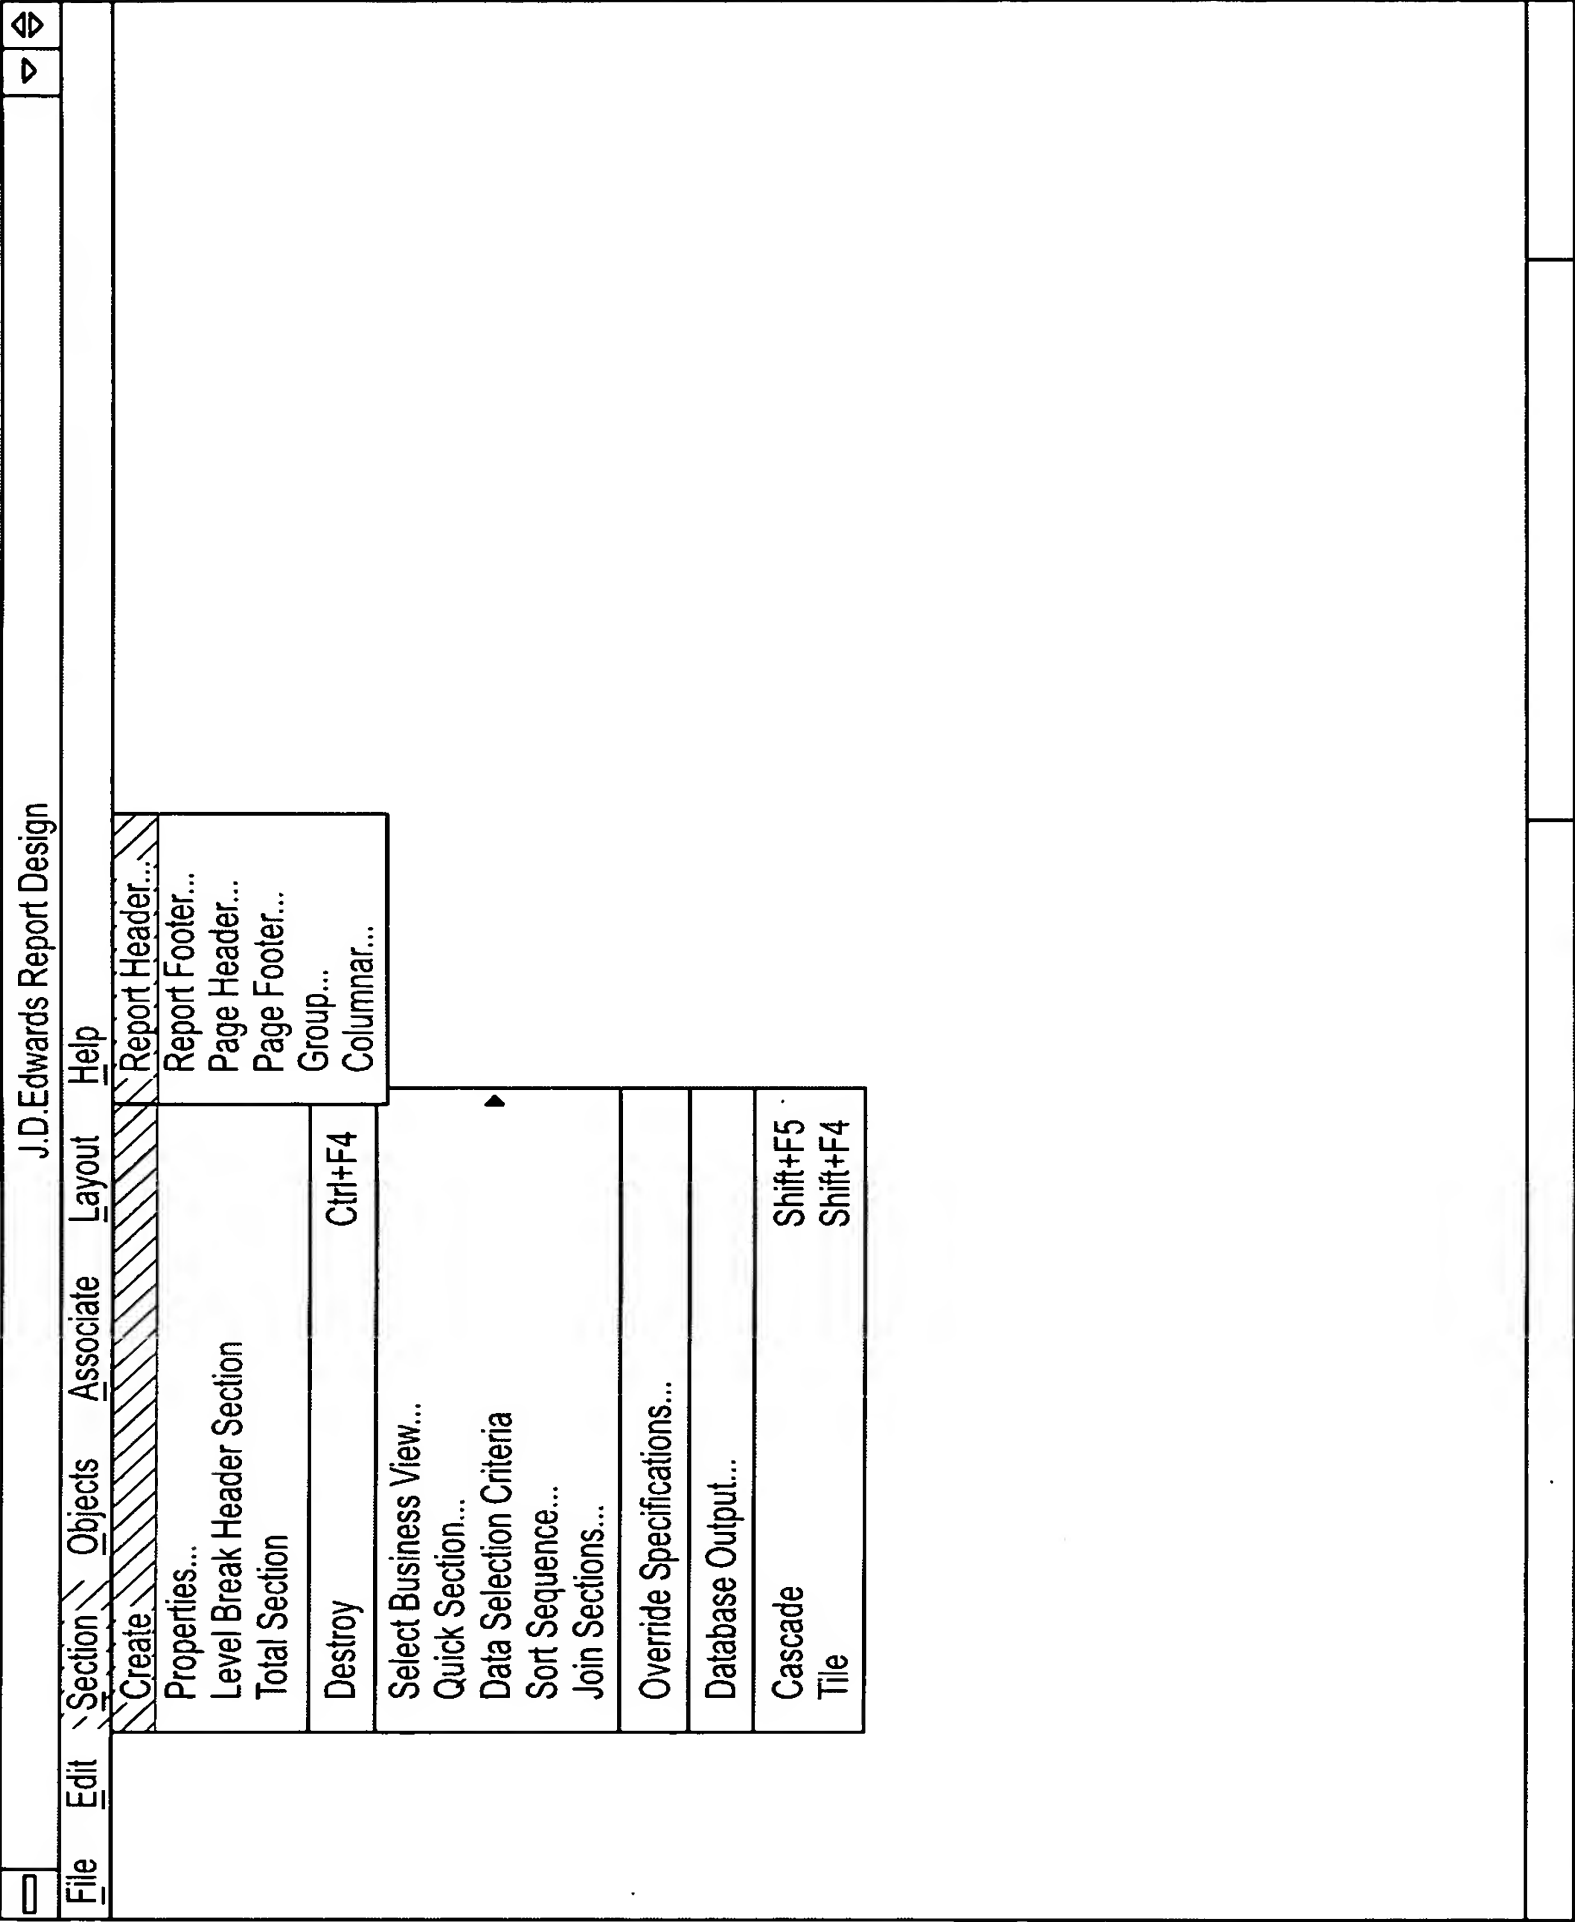 J.D.Edwards Report Design
File Edit Section Objects Associate Layout Help
Create
Properties...
Level Break Header Section
Total Section
Destroy Ctrl+F4
Select Business View...
Quick Section...
Data Selection Criteria
Sort Sequence...
Join Sections...
Override Specifications...
Database Output...
Cascade Shift+F5
Tile Shift+F4
Report Header...
Report Footer...
Page Header...
Page Footer...
Group...
Columnar...